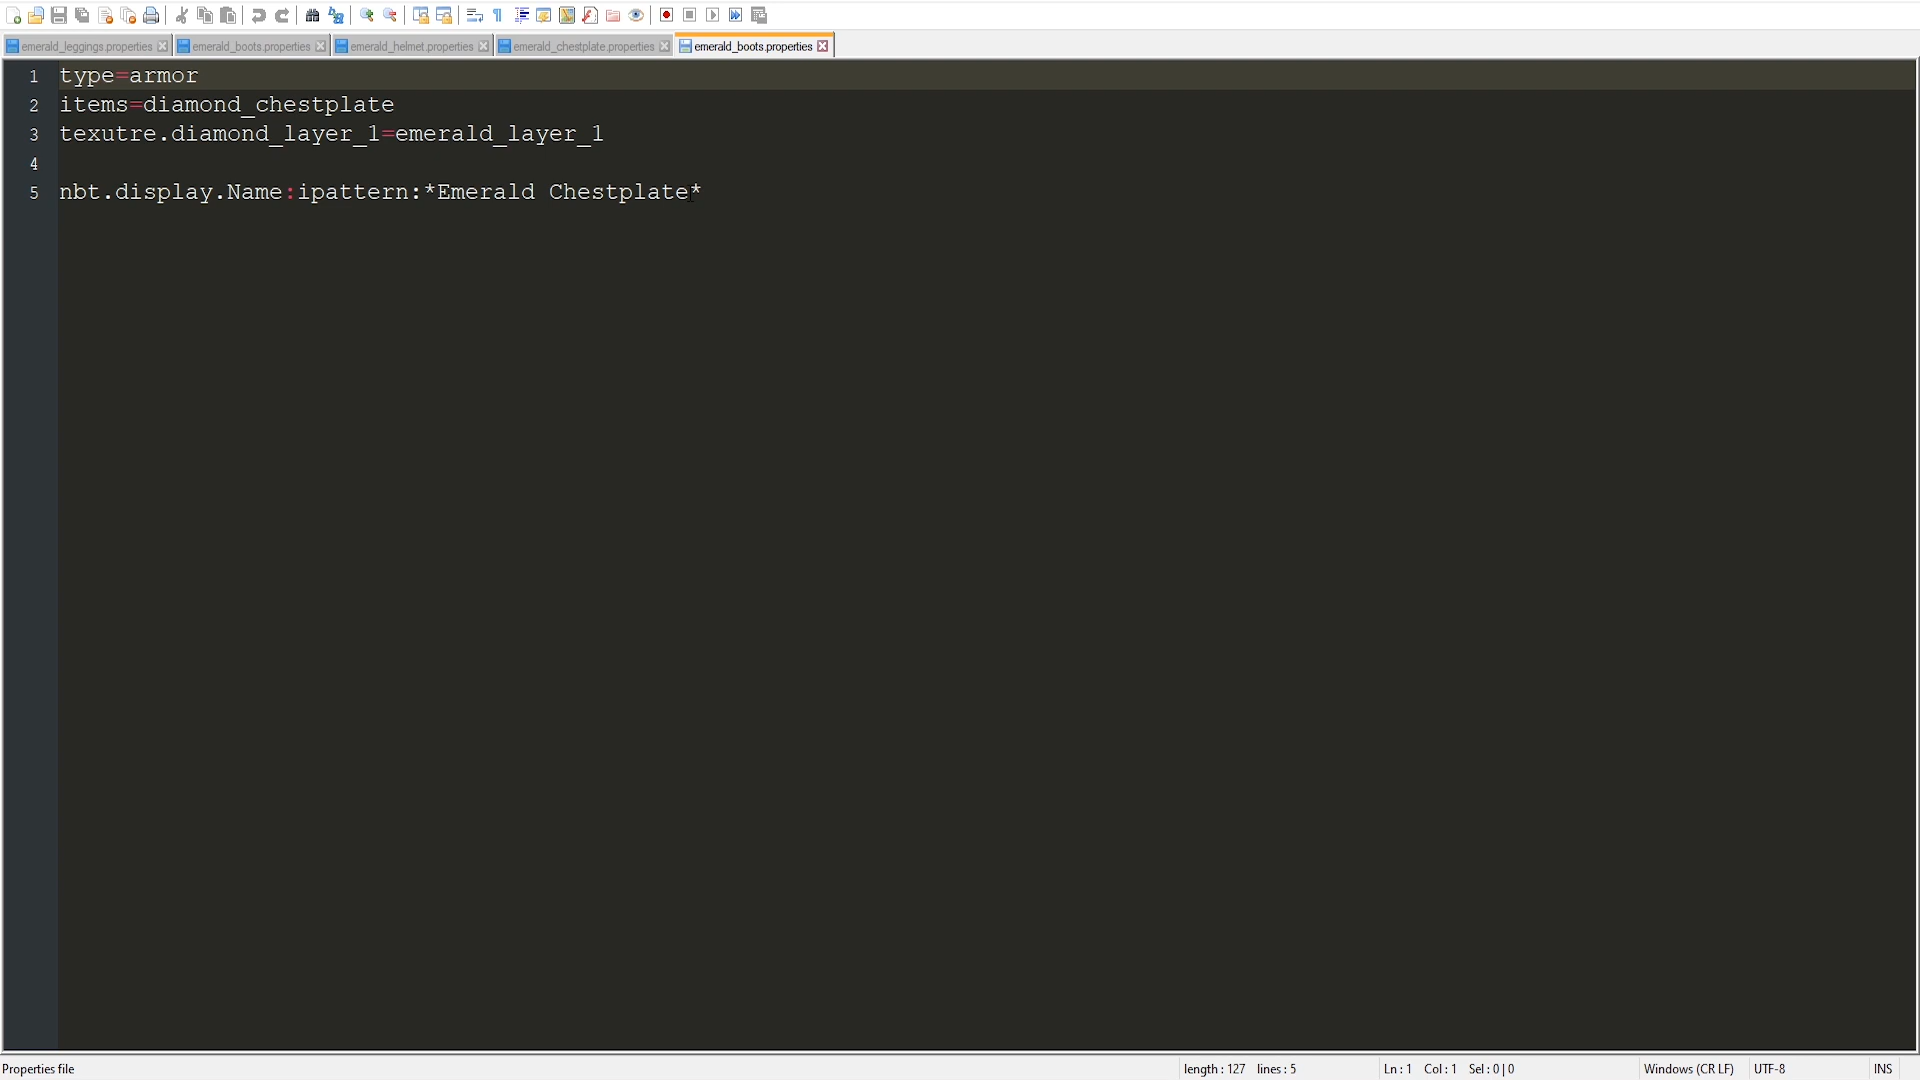 emerald_leggings.properties emerald_boots.properties emerald_helmet.properties emerald_chestplate.properties emerald_boots.properties
1 type=armor
2 items=diamond_chestplate
3 texutre.diamond_layer_1=emerald_layer_1
4
5 nbt.display.Name:ipattern:*Emerald Chestplate*
Properties file length : 127 lines : 5 Ln : 1 Col : 1 Sel : 0 | 0 Windows (CR LF) UTF-8 INS